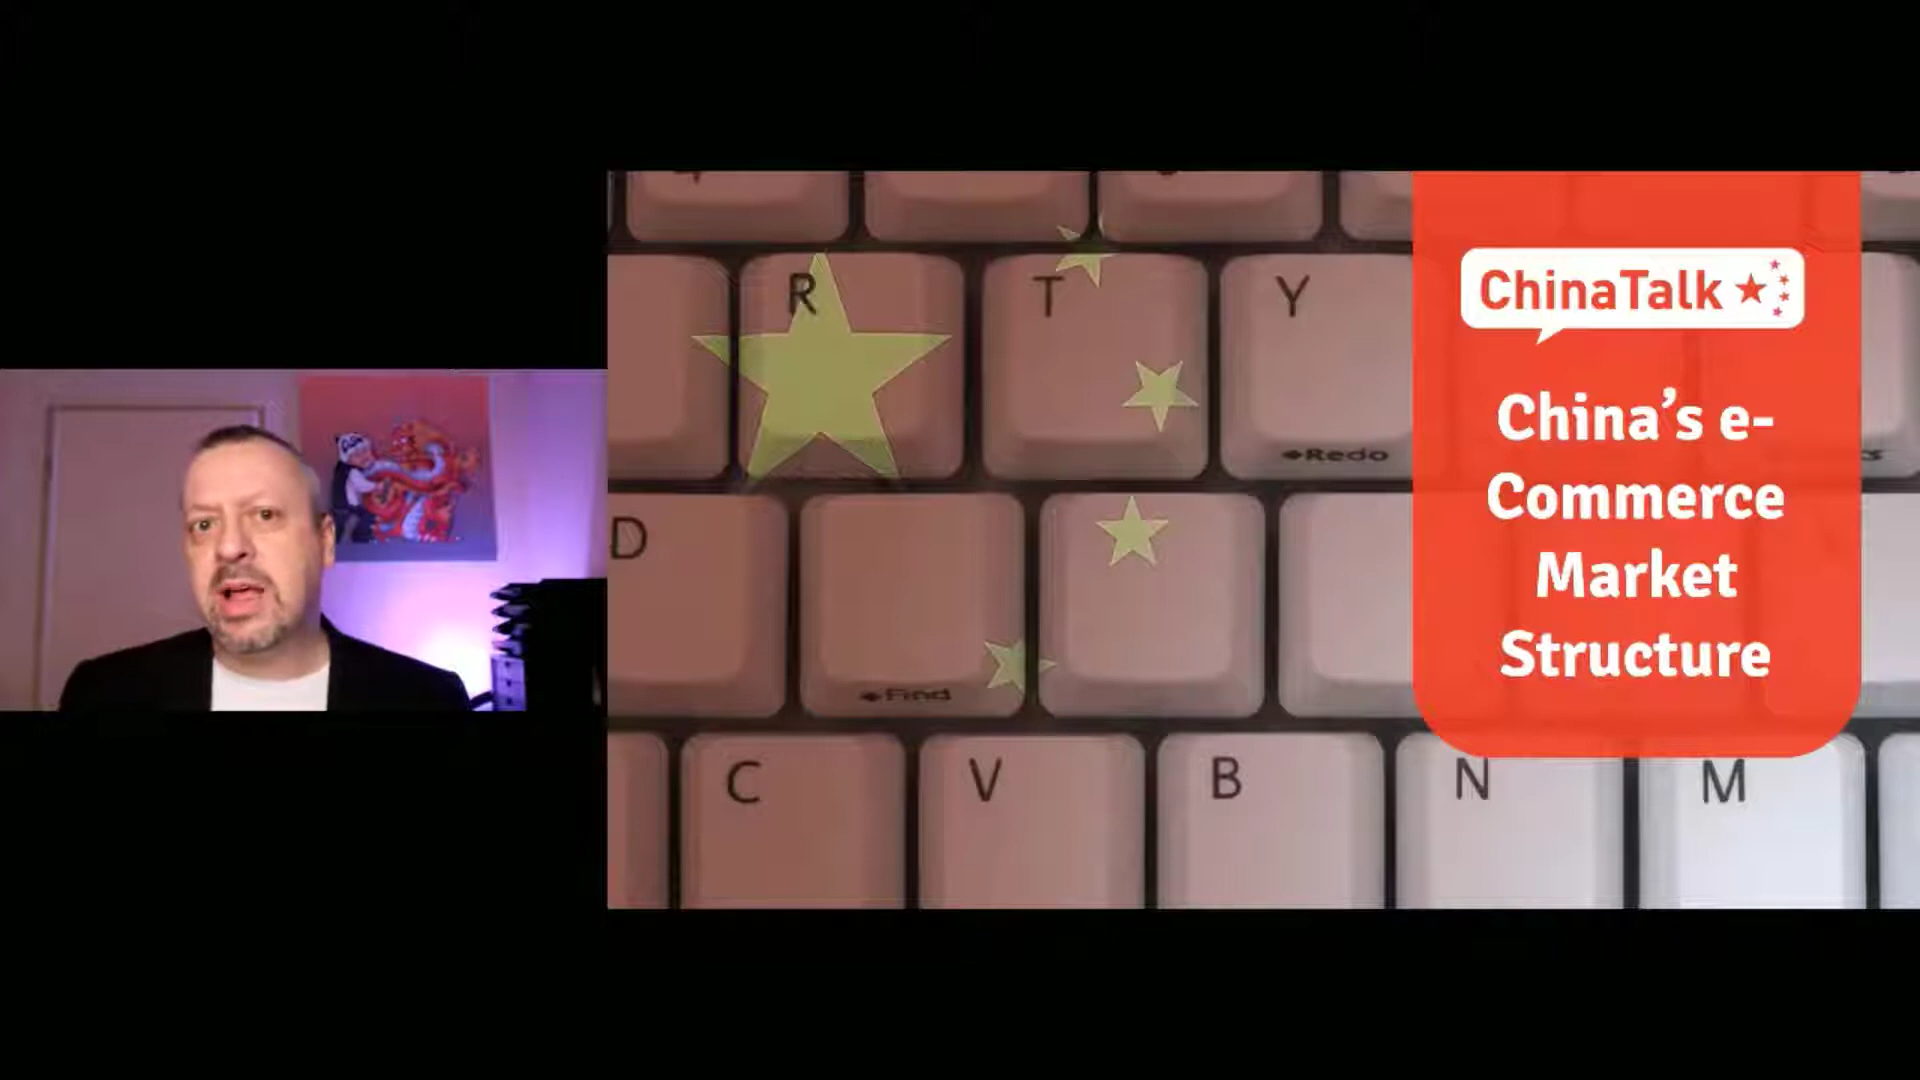 R
T
Y
Redo
D
Find
C
V
B
N
M
ChinaTalk
China's e-
Commerce
Market
Structure